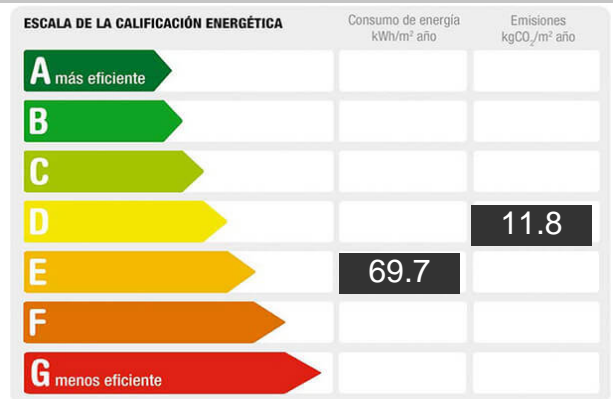 ESCALA DE LA CALIFICACIÓN ENERGÉTICA
Consumo de energía
kWh/m² año
Emisiones
kgCO₂/m² año
A más eficiente
B
C
D
11.8
E
69.7
F
G menos eficiente